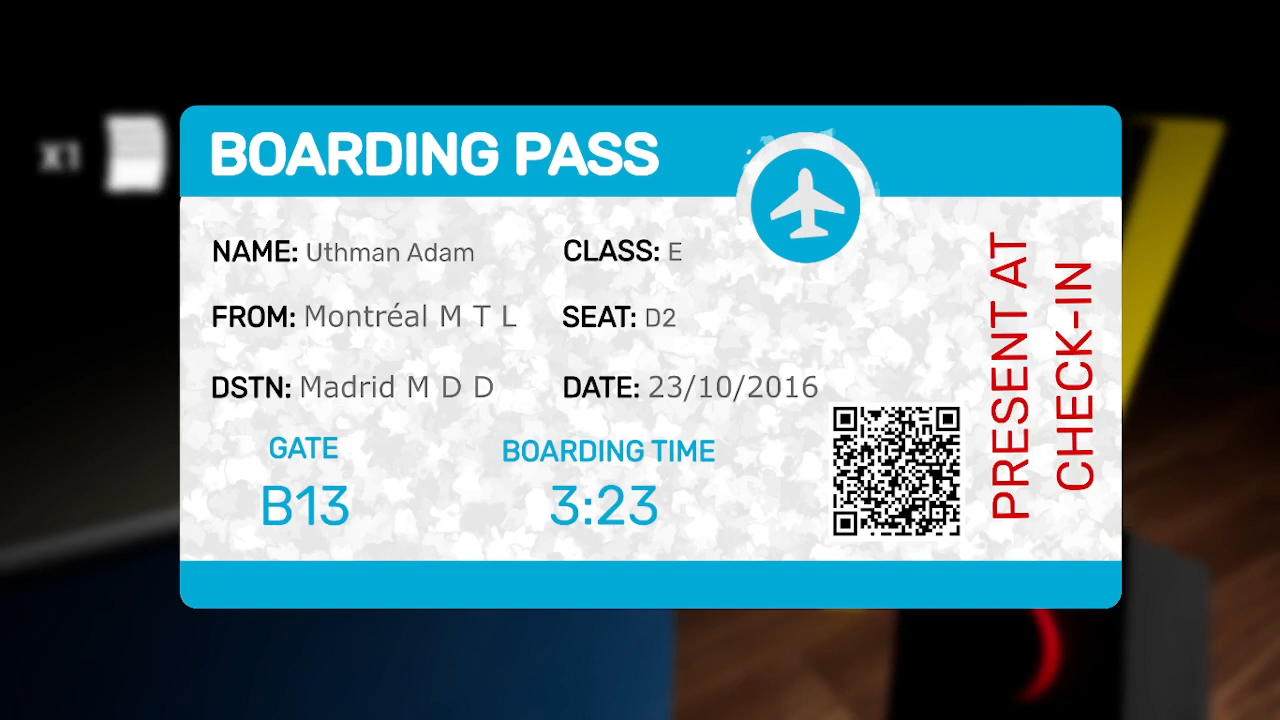 X1
BOARDING PASS
NAME: Uthman Adam
CLASS: E
FROM: Montréal M T L
SEAT: D2
DSTN: Madrid M D D
DATE: 23/10/2016
GATE
BOARDING TIME
B13
3:23
PRESENT AT
CHECK-IN